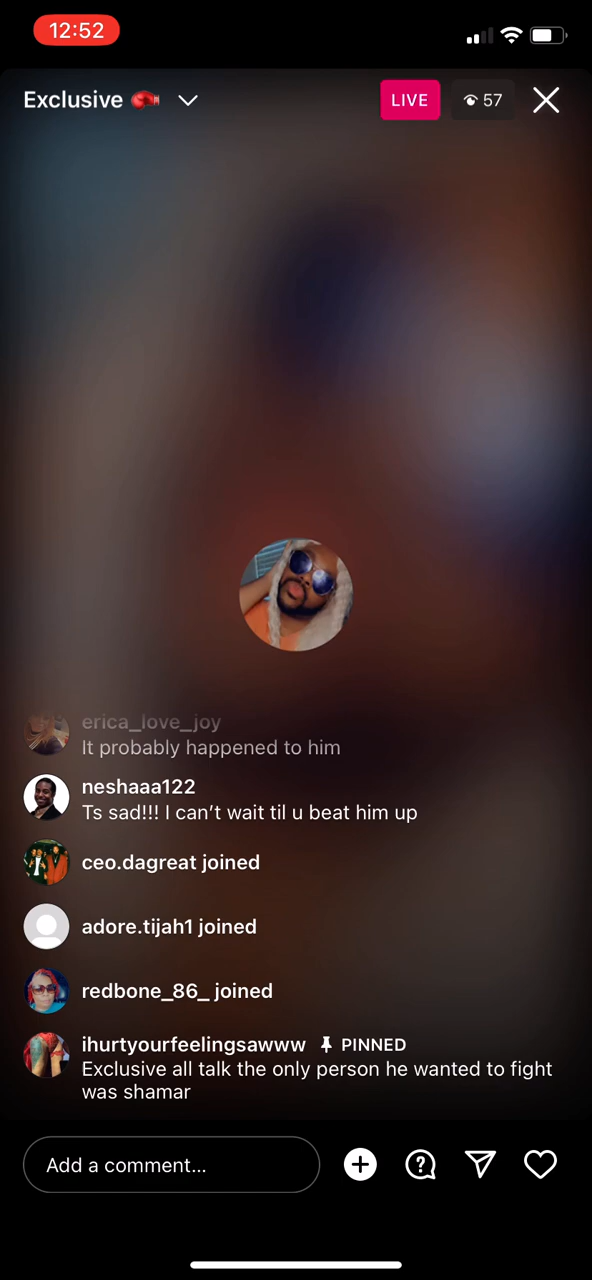 12:52
Exclusive 🥊
LIVE
57
erica_love_joy
It probably happened to him
neshaaa122
Ts sad!!! I can't wait til u beat him up
ceo.dagreat joined
adore.tijah1 joined
redbone_86_ joined
ihurtyourfeelingsawww PINNED
Exclusive all talk the only person he wanted to fight
was shamar
Add a comment...